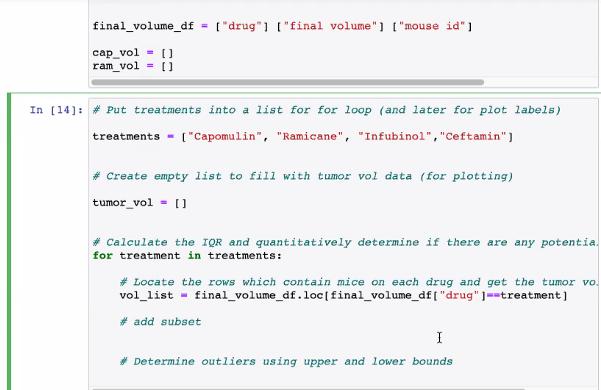 final_volume_df = ["drug"] ["final volume"] ["mouse id"]
cap_vol = []
ram_vol = []
In [14]: # Put treatments into a list for for loop (and later for plot labels)
treatments = ["Capomulin", "Ramicane", "Infubinol","Ceftamin"]
# Create empty list to fill with tumor vol data (for plotting)
tumor_vol = []
# Calculate the IQR and quantitatively determine if there are any potentia
for treatment in treatments:
# Locate the rows which contain mice on each drug and get the tumor vo
vol_list = final_volume_df.loc[final_volume_df["drug"]==treatment]
# add subset
# Determine outliers using upper and lower bounds